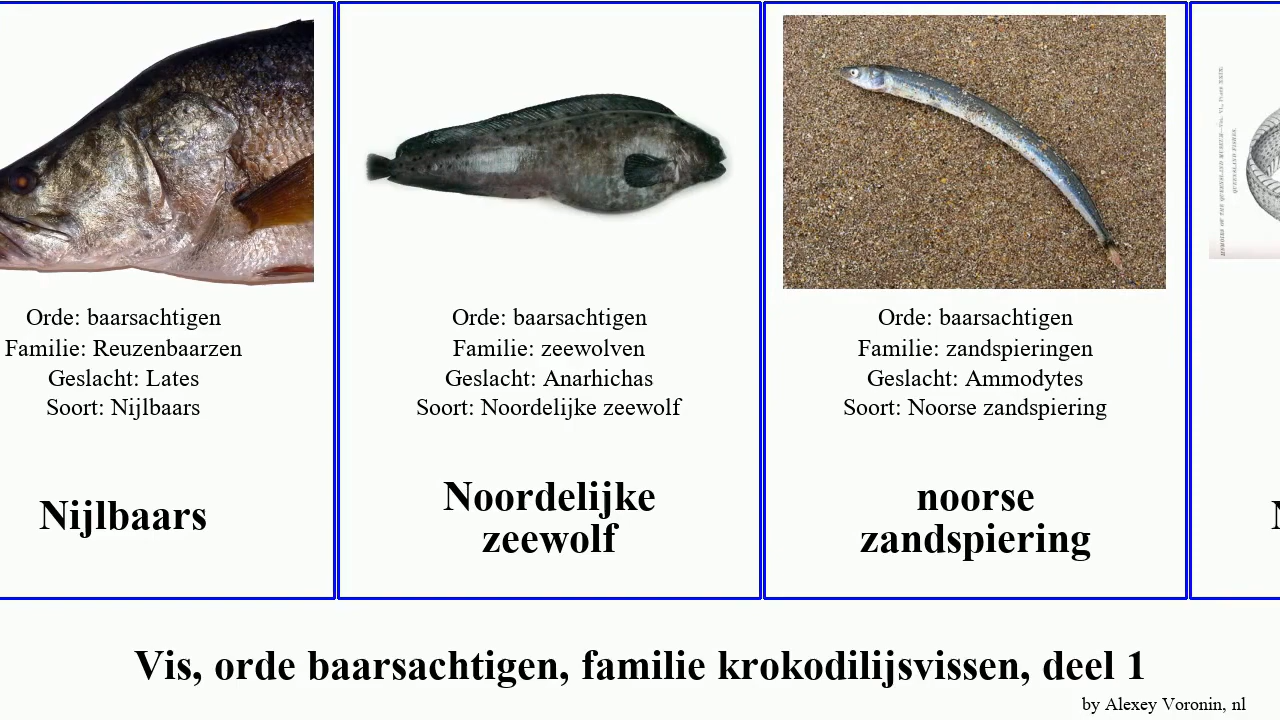 Orde: baarsachtigen
Familie: Reuzenbaarzen
Geslacht: Lates
Soort: Nijlbaars
Nijlbaars
Orde: baarsachtigen
Familie: zeewolven
Geslacht: Anarhichas
Soort: Noordelijke zeewolf
Noordelijke
zeewolf
Orde: baarsachtigen
Familie: zandspieringen
Geslacht: Ammodytes
Soort: Noorse zandspiering
noorse
zandspiering
Vis, orde baarsachtigen, familie krokodilijsvissen, deel 1
by Alexey Voronin, nl